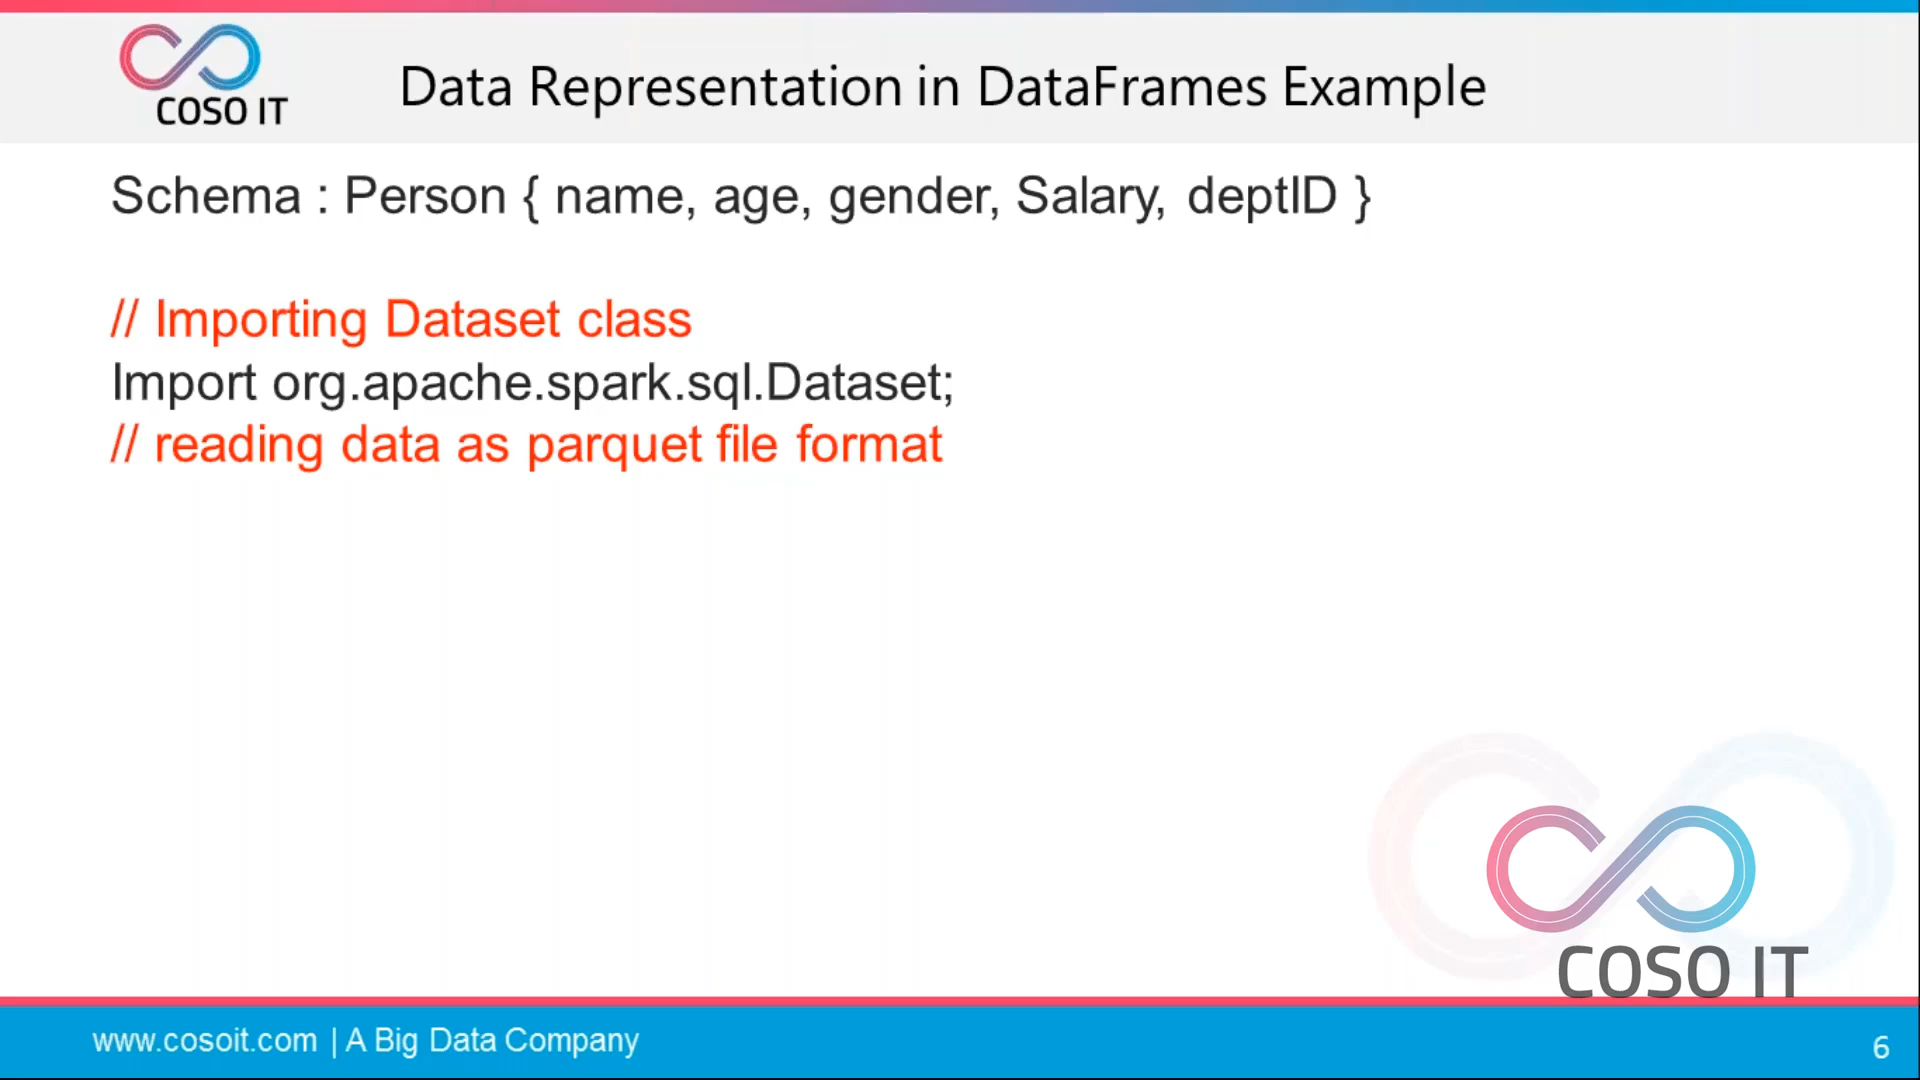 COSO IT
Data Representation in DataFrames Example
Schema : Person { name, age, gender, Salary, deptID }
// Importing Dataset class
Import org.apache.spark.sql.Dataset;
// reading data as parquet file format
COSO IT
www.cosoit.com | A Big Data Company
6